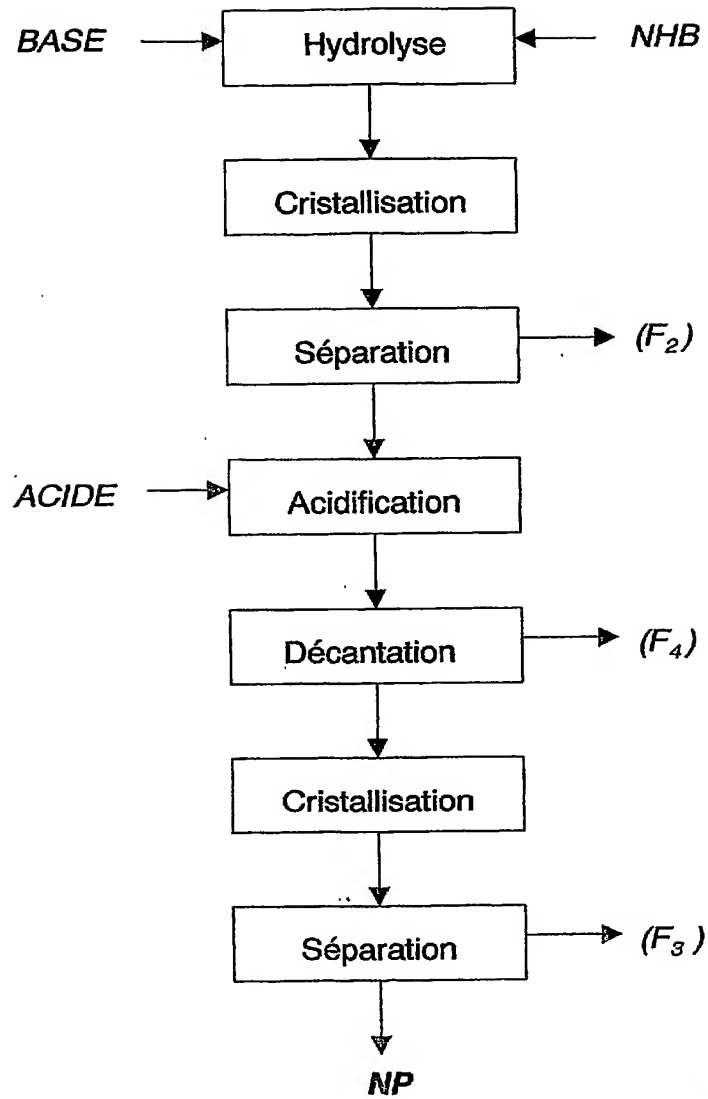 BASE Hydrolyse NHB
Cristallisation
Séparation (F₂)
ACIDE Acidification
Décantation (F₄)
Cristallisation
Séparation (F₃)
NP